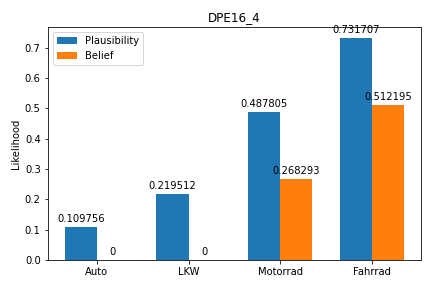 DPE16_4
Plausibility
Belief
Likelihood
0.7
0.6
0.5
0.4
0.3
0.2
0.1
0.0
0.109756
0
0.219512
0
0.487805
0.268293
0.731707
0.512195
Auto
LKW
Motorrad
Fahrrad